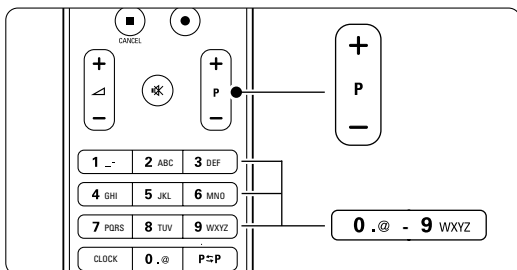 CANCEL
+ + +
P P
− − −
1 _- 2 ABC 3 DEF
4 GHI 5 JKL 6 MNO
7 PQRS 8 TUV 9 WXYZ
0 .@ - 9 WXYZ
CLOCK 0 .@ P⇆P